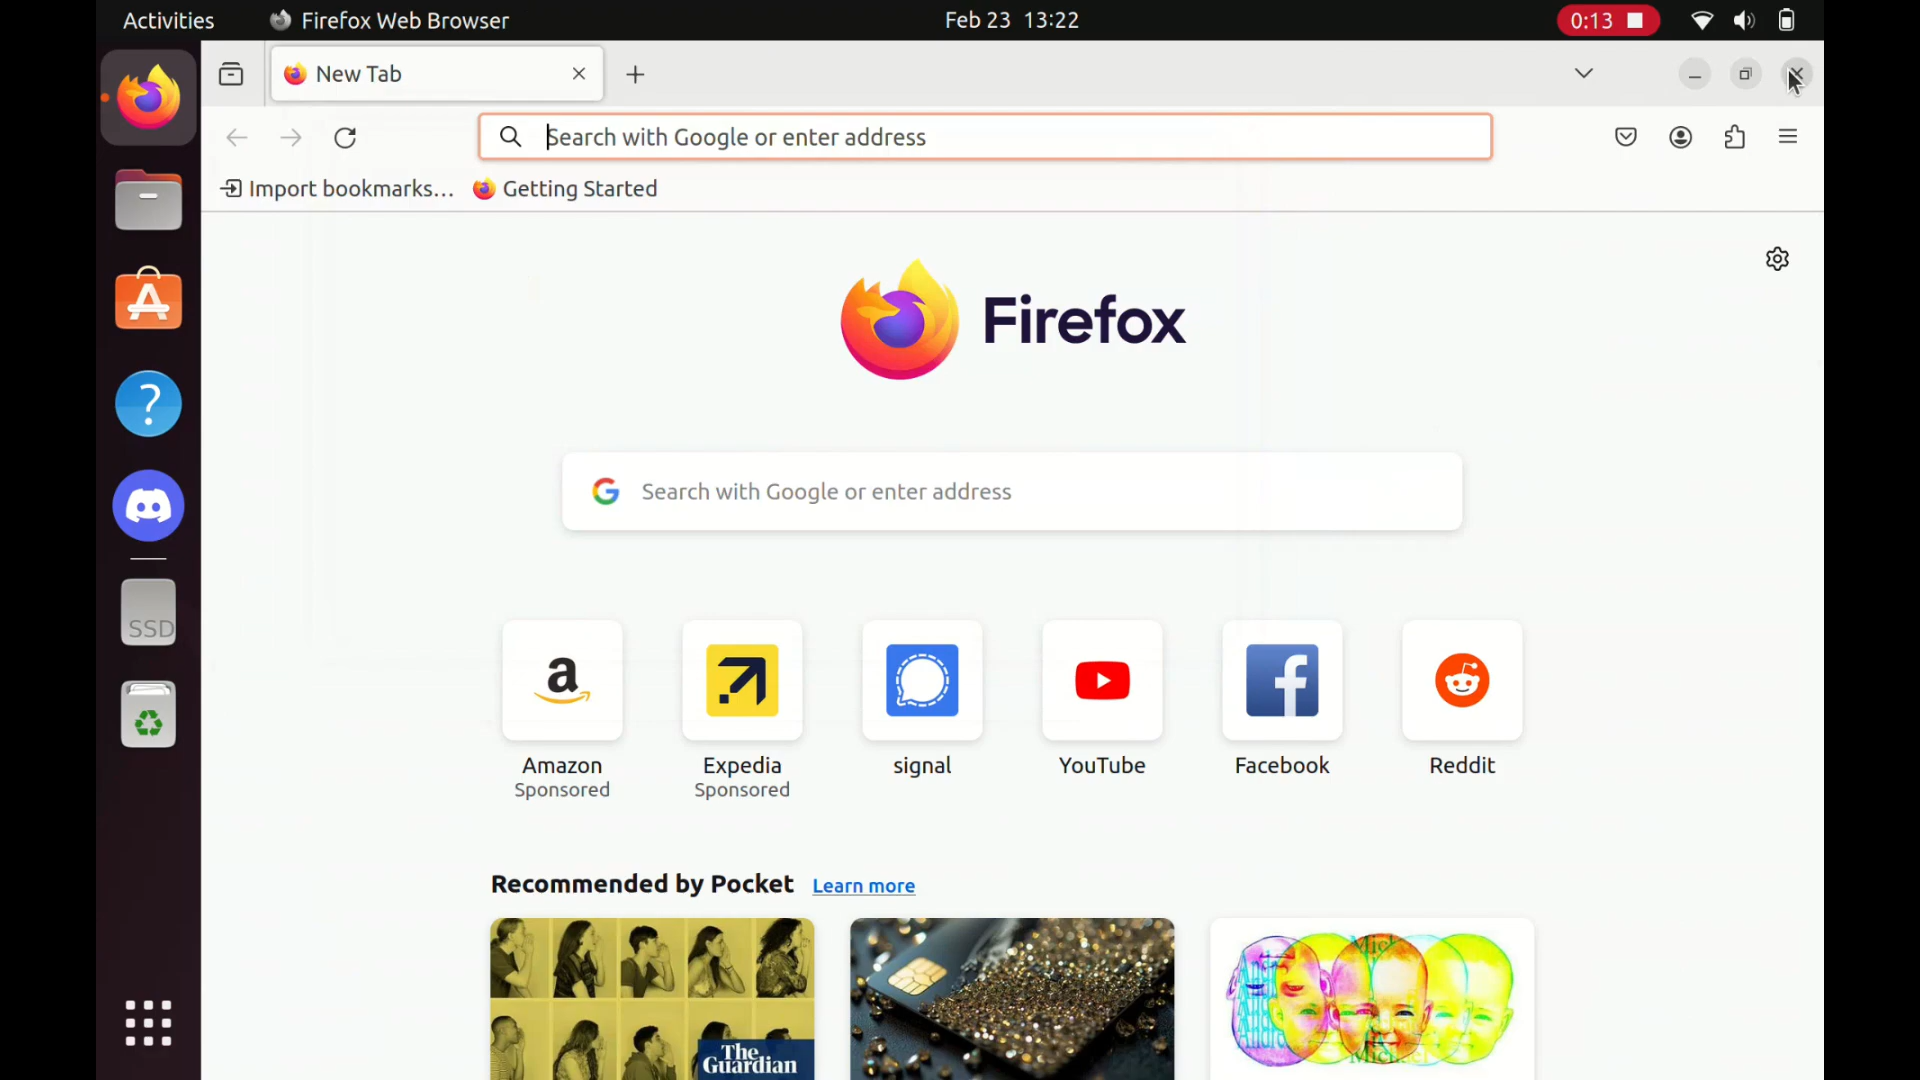 Activities
Firefox Web Browser
Feb 23 13:22
0:13
New Tab
Search with Google or enter address
Import bookmarks...
Getting Started
Firefox
Search with Google or enter address
SSD
Amazon
Sponsored
Expedia
Sponsored
signal
YouTube
Facebook
Reddit
Recommended by Pocket Learn more
The
Guardian